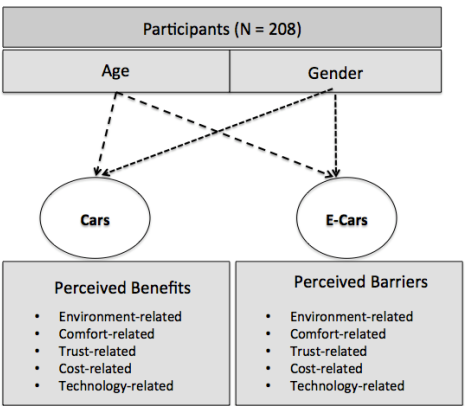 Participants (N = 208)
Age
Gender
Cars
E-Cars
Perceived Benefits
• Environment-related
• Comfort-related
• Trust-related
• Cost-related
• Technology-related
Perceived Barriers
• Environment-related
• Comfort-related
• Trust-related
• Cost-related
• Technology-related